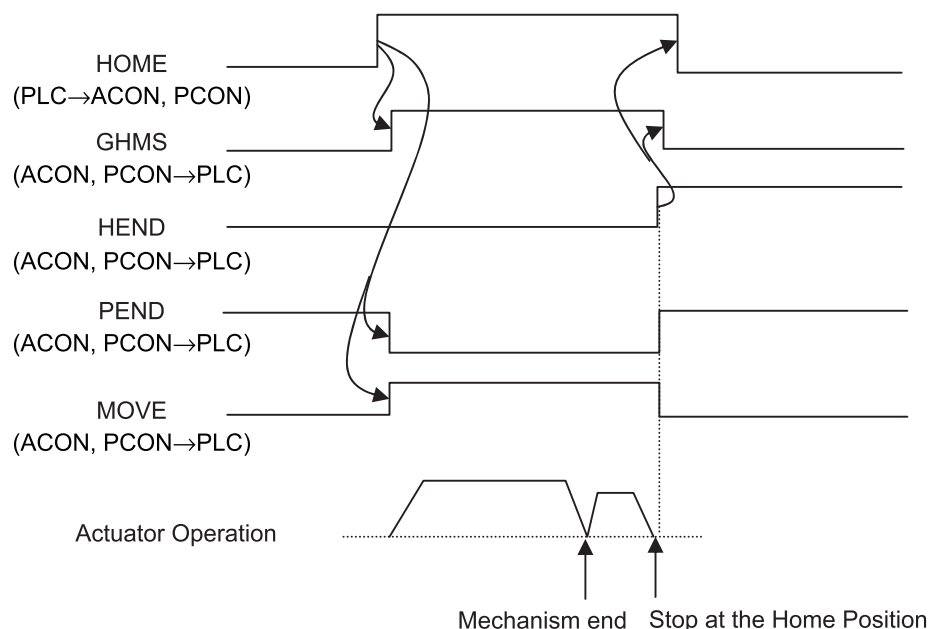 HOME
(PLC→ACON, PCON)
GHMS
(ACON, PCON→PLC)
HEND
(ACON, PCON→PLC)
PEND
(ACON, PCON→PLC)
MOVE
(ACON, PCON→PLC)
Actuator Operation
Mechanism end
Stop at the Home Position